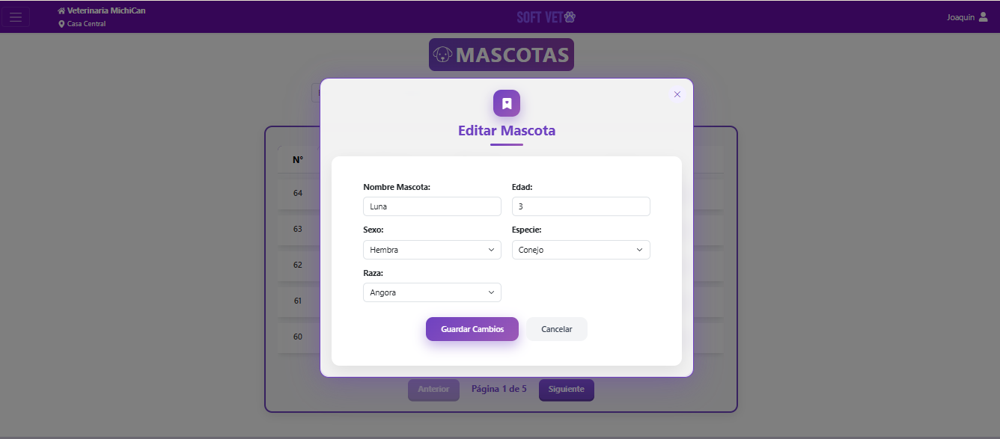 Veterinaria MichiCan
Casa Central
SOFT VET
Joaquin
MASCOTAS
Editar Mascota
N°
64
63
62
61
60
Nombre Mascota:
Edad:
Luna
3
Sexo:
Especie:
Hembra
Conejo
Raza:
Angora
Guardar Cambios
Cancelar
Anterior
Página 1 de 5
Siguiente